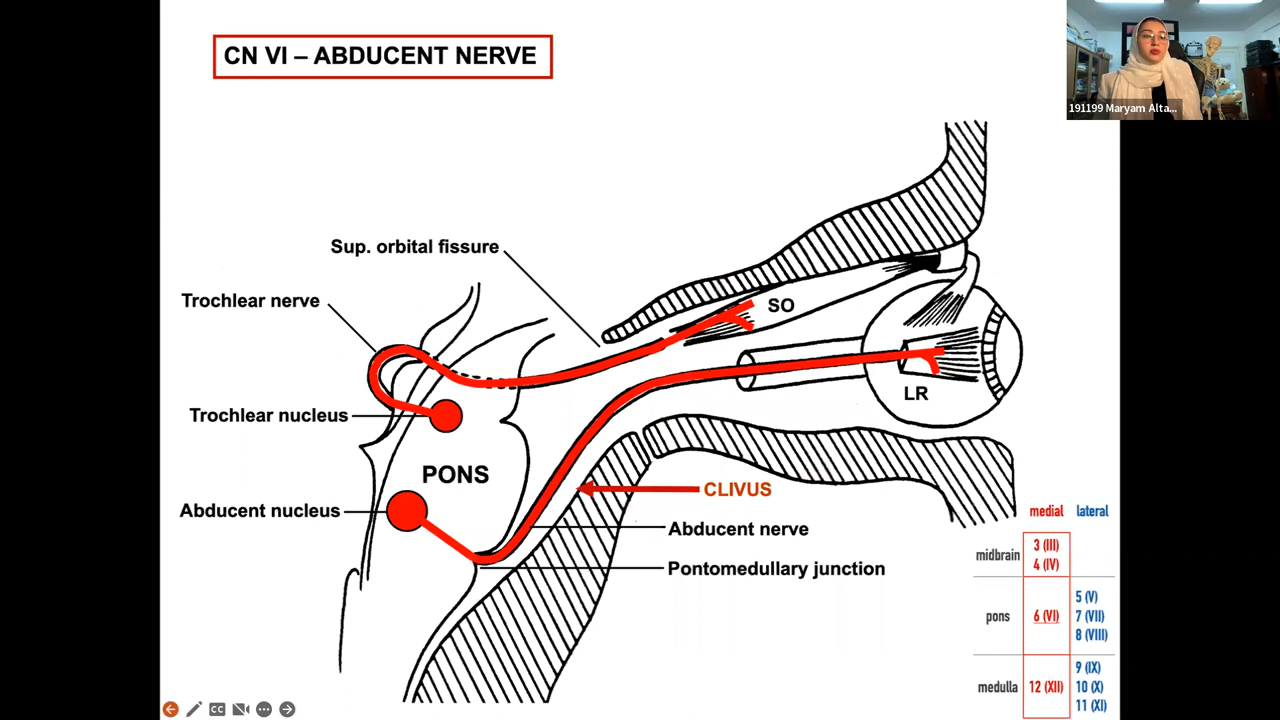 CN VI – ABDUCENT NERVE
191199 Maryam Alta...
Sup. orbital fissure
Trochlear nerve
SO
Trochlear nucleus
LR
PONS
CLIVUS
Abducent nucleus
Abducent nerve
Pontomedullary junction
medial lateral
midbrain
3 (III)
4 (IV)
pons
6 (VI)
5 (V)
7 (VII)
8 (VIII)
medulla
12 (XII)
9 (IX)
10 (X)
11 (XI)
CC